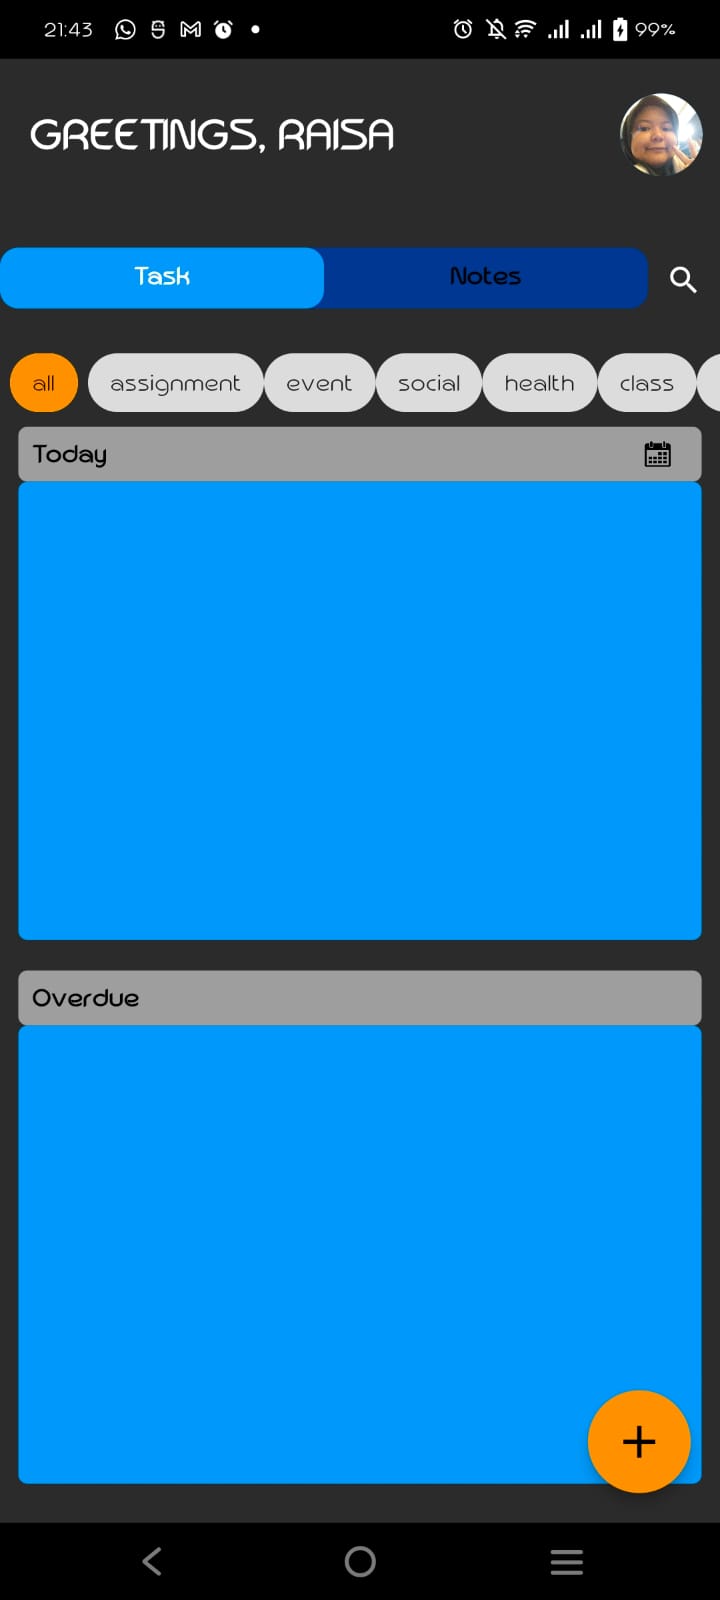 21:43 99%
GREETINGS, RAISA
Task Notes
all assignment event social health class
Today
Overdue